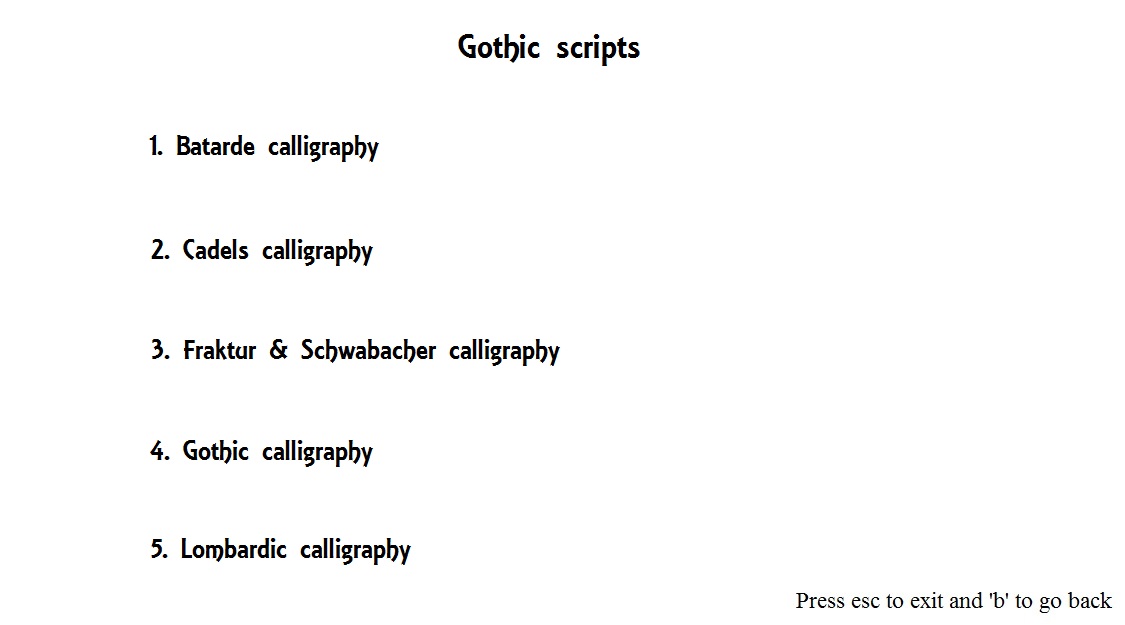 Gothic scripts
1. Batarde calligraphy
2. Cadels calligraphy
3. Fraktur & Schwabacher calligraphy
4. Gothic calligraphy
5. Lombardic calligraphy
Press esc to exit and 'b' to go back